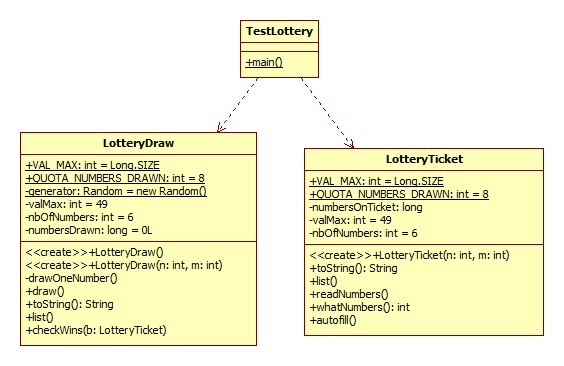 TestLottery
+main()
LotteryDraw
+VAL_MAX: int = Long.SIZE
+QUOTA_NUMBERS_DRAWN: int = 8
-generator: Random = new Random()
-valMax: int = 49
-nbOfNumbers: int = 6
-numbersDrawn: long = 0L
<<create>>+LotteryDraw()
<<create>>+LotteryDraw(n: int, m: int)
-drawOneNumber()
+draw()
+toString(): String
+list()
+checkWins(b: LotteryTicket)
LotteryTicket
+VAL_MAX: int = Long.SIZE
+QUOTA_NUMBERS_DRAWN: int = 8
-numbersOnTicket: long
-valMax: int = 49
-nbOfNumbers: int = 6
<<create>>+LotteryTicket(n: int, m: int)
+toString(): String
+list()
+readNumbers()
+whatNumbers(): int
+autofill()